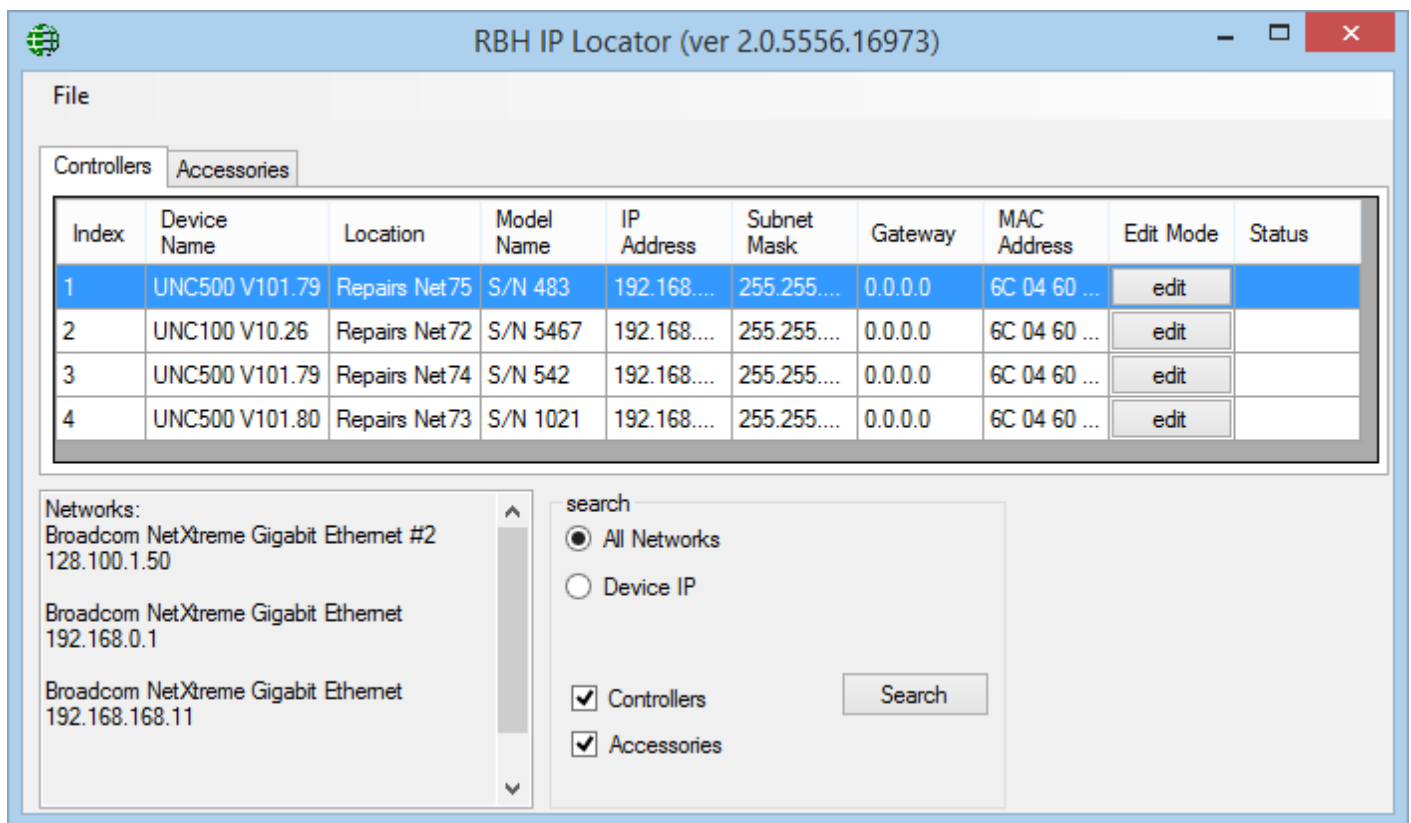 RBH IP Locator (ver 2.0.5556.16973)
File
Controllers Accessories
Index Device Name Location Model Name IP Address Subnet Mask Gateway MAC Address Edit Mode Status
1 UNC500 V101.79 Repairs Net75 S/N 483 192.168.... 255.255.... 0.0.0.0 6C 04 60 ... edit
2 UNC100 V10.26 Repairs Net72 S/N 5467 192.168.... 255.255.... 0.0.0.0 6C 04 60 ... edit
3 UNC500 V101.79 Repairs Net74 S/N 542 192.168.... 255.255.... 0.0.0.0 6C 04 60 ... edit
4 UNC500 V101.80 Repairs Net73 S/N 1021 192.168.... 255.255.... 0.0.0.0 6C 04 60 ... edit
Networks:
Broadcom NetXtreme Gigabit Ethernet #2
128.100.1.50
Broadcom NetXtreme Gigabit Ethernet
192.168.0.1
Broadcom NetXtreme Gigabit Ethernet
192.168.168.11
search
All Networks
Device IP
Controllers
Search
Accessories